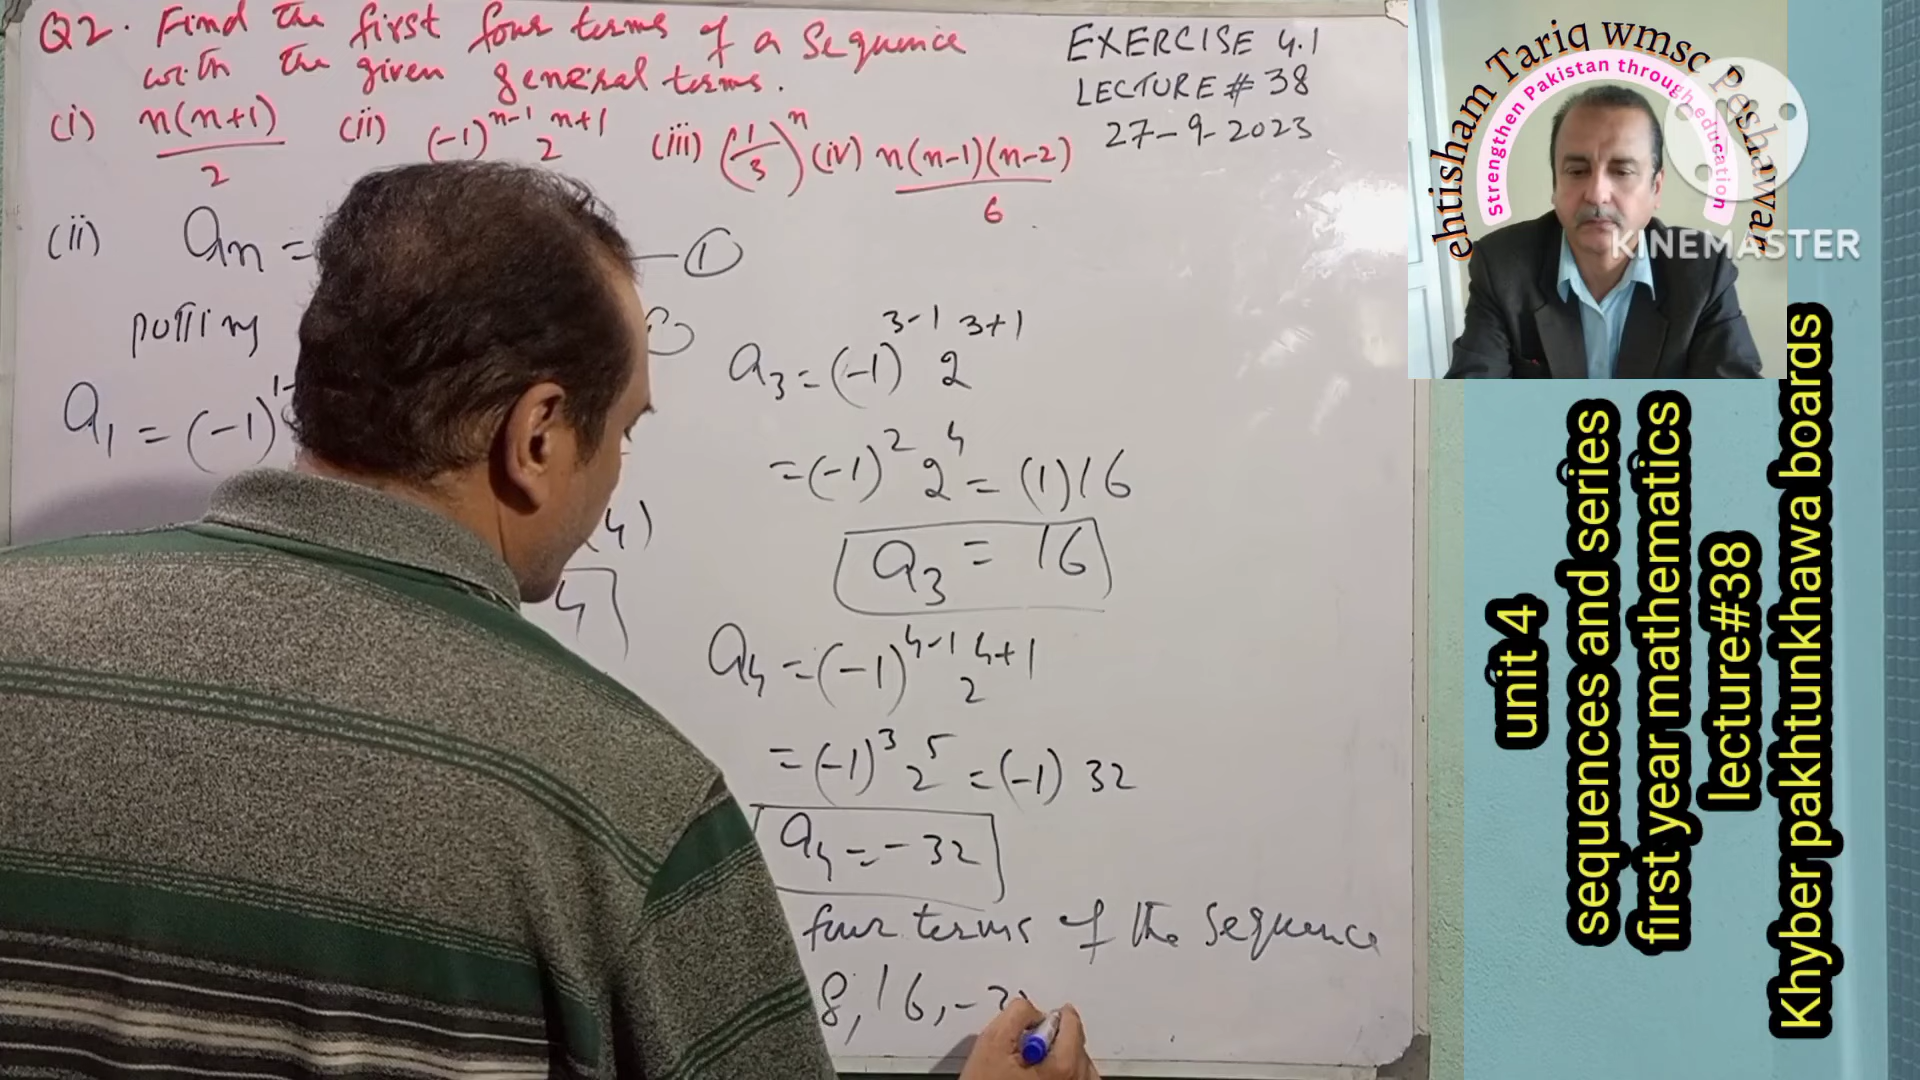 Q2. Find the first four terms of a sequence
with the given general terms.
(i) n(n+1)/2 (ii) (-1)^n-1 2^n+1 (iii) (1/3)^n (iv) n(n-1)(n-2)/6
EXERCISE 4.1
LECTURE # 38
27-9-2023
(ii) an = — ①
putting
a1 = (-1)
(4)
4
a3 = (-1)^3-1 2^3+1
= (-1)^2 2^4 = (1)16
a3 = 16
a4 = (-1)^4-1 2^4+1
= (-1)^3 2^5 = (-1) 32
a4 = -32
four terms of the sequence
8, 16, -3
ehtisham Tariq wmsc Peshawar
Strengthen Pakistan through education
KINEMASTER
unit 4
sequences and series
first year mathematics
lecture#38
Khyber pakhtunkhawa boards